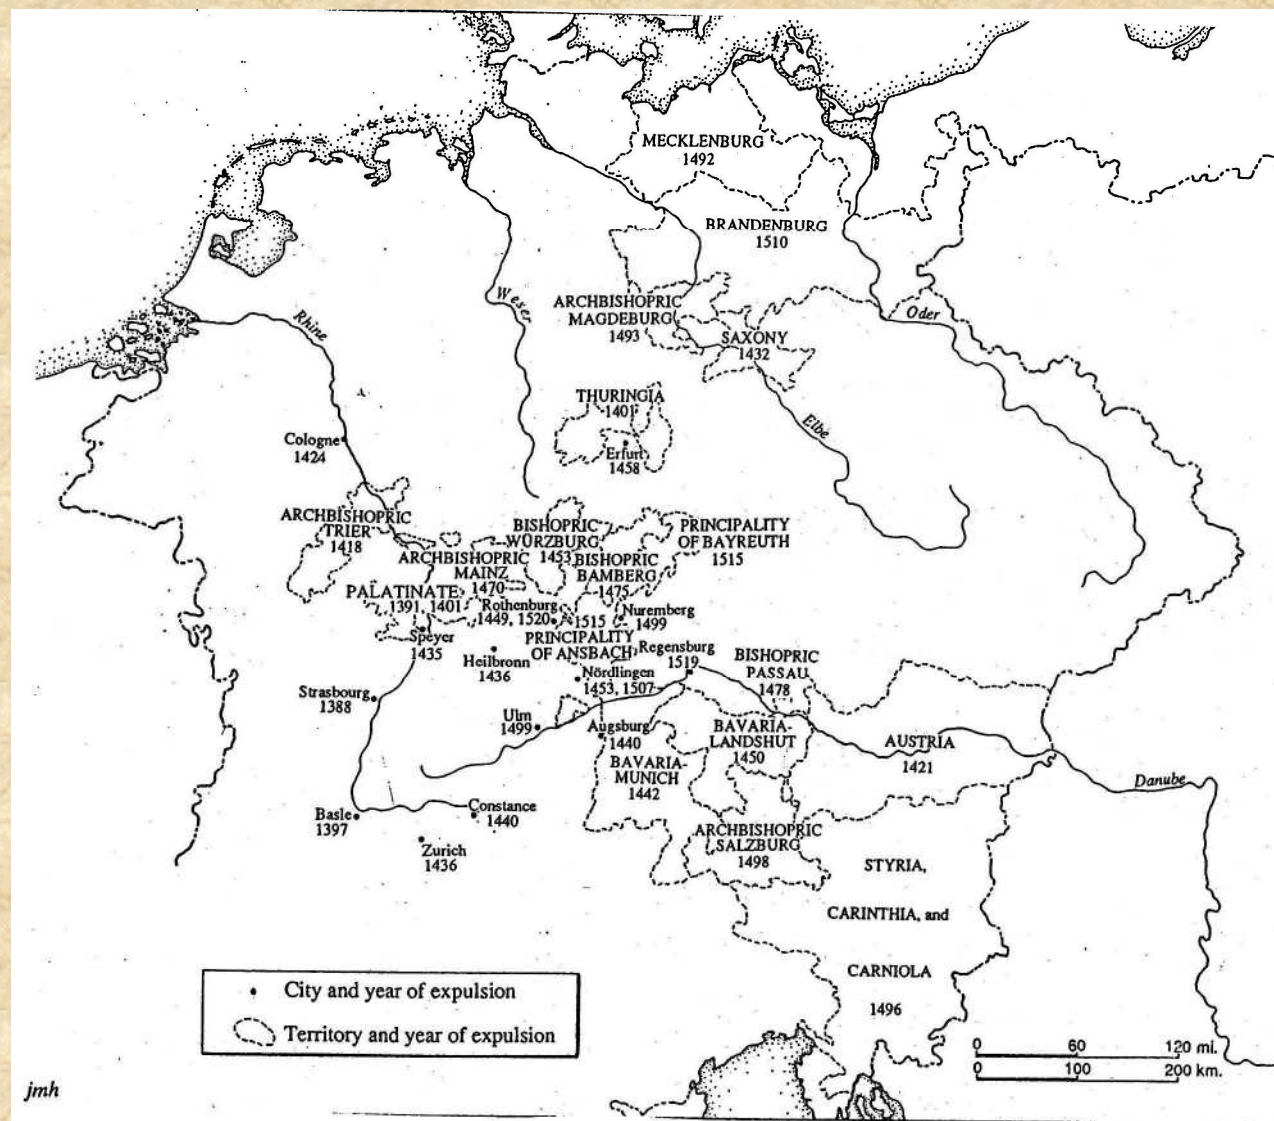 MECKLENBURG
1492
BRANDENBURG
1510
Weser
ARCHBISHOPRIC
MAGDEBURG
1493
Rhine
Oder
SAXONY
1432
THURINGIA
1401
Elbe
Cologne
1424
Erfurt
1458
ARCHBISHOPRIC
TRIER
1418
BISHOPRIC
WÜRZBURG
1453
PRINCIPALITY
OF BAYREUTH
1515
ARCHBISHOPRIC
MAINZ
1470
BISHOPRIC
BAMBERG
1475
PALATINATE
1391, 1401
Rothenburg
1449, 1520
1515
PRINCIPALITY
OF ANSBACH
Nuremberg
1499
Speyer
1435
Heilbronn
1436
Regensburg
1519
BISHOPRIC
PASSAU
1478
Nördlingen
1453, 1507
Strasbourg
1388
Ulm
1499
Augsburg
1440
BAVARIA-
LANDSHUT
1450
AUSTRIA
1421
BAVARIA-
MUNICH
1442
Danube
Basle
1397
Constance
1440
Zurich
1436
ARCHBISHOPRIC
SALZBURG
1498
STYRIA,
CARINTHIA, and
CARNIOLA
1496
City and year of expulsion
Territory and year of expulsion
0 60 120 mi.
0 100 200 km.
jmh